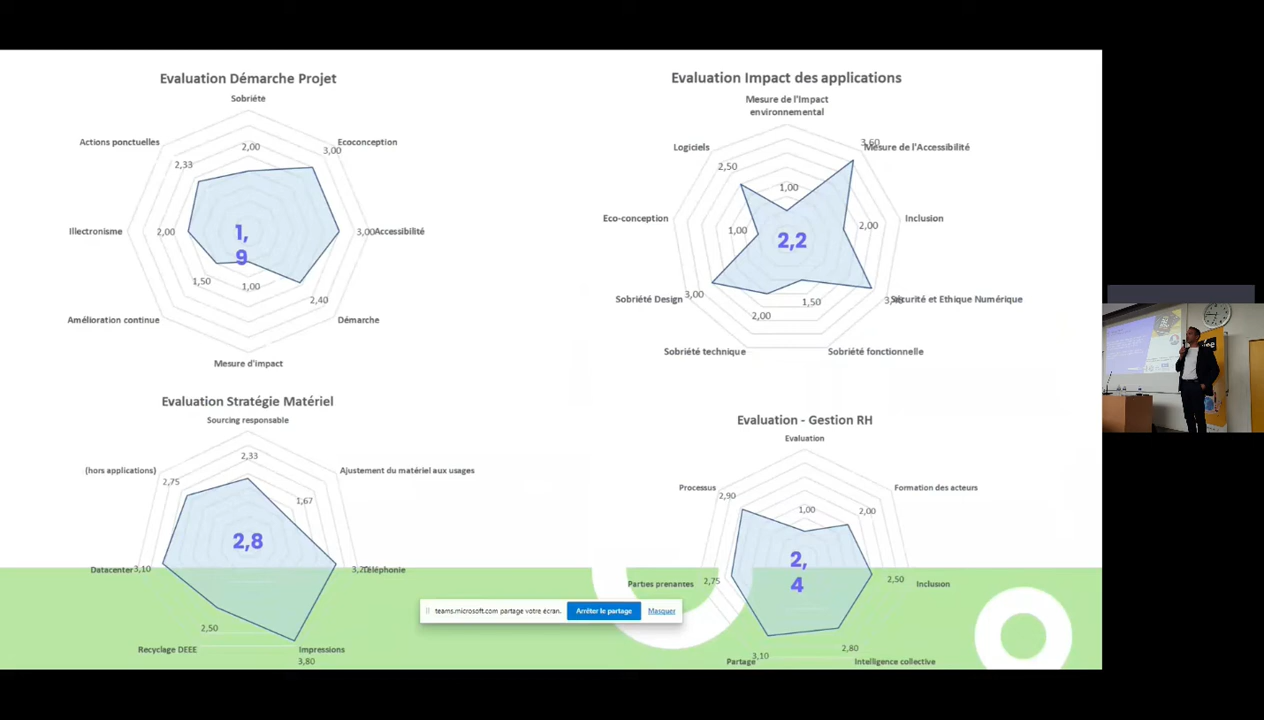 Evaluation Démarche Projet
Sobriéte
Actions ponctuelles
2,00
Ecoconception
3,00
2,33
Illectronisme
2,00
1,
9
3,00
Accessibilité
1,50
1,00
2,40
Amélioration continue
Démarche
Mesure d'impact
Evaluation Impact des applications
Mesure de l'Impact
environnemental
3,60
Logiciels
Mesure de l'Accessibilité
2,50
1,00
Eco-conception
Inclusion
1,00
2,2
2,00
Sobriété Design
3,00
1,50
Sécurité et Ethique Numérique
2,00
Sobriété technique
Sobriété fonctionnelle
Evaluation Stratégie Matériel
Sourcing responsable
2,33
(hors applications)
2,75
Ajustement du matériel aux usages
1,67
2,8
Datacenter
3,10
Téléphonie
2,50
Recyclage DEEE
Impressions
3,80
Evaluation - Gestion RH
Evaluation
Processus
2,90
Formation des acteurs
1,00
2,00
2,
4
Parties prenantes
2,75
2,50
Inclusion
2,80
Partage
3,10
Intelligence collective
teams.microsoft.com partage votre écran.
Arrêter le partage
Masquer